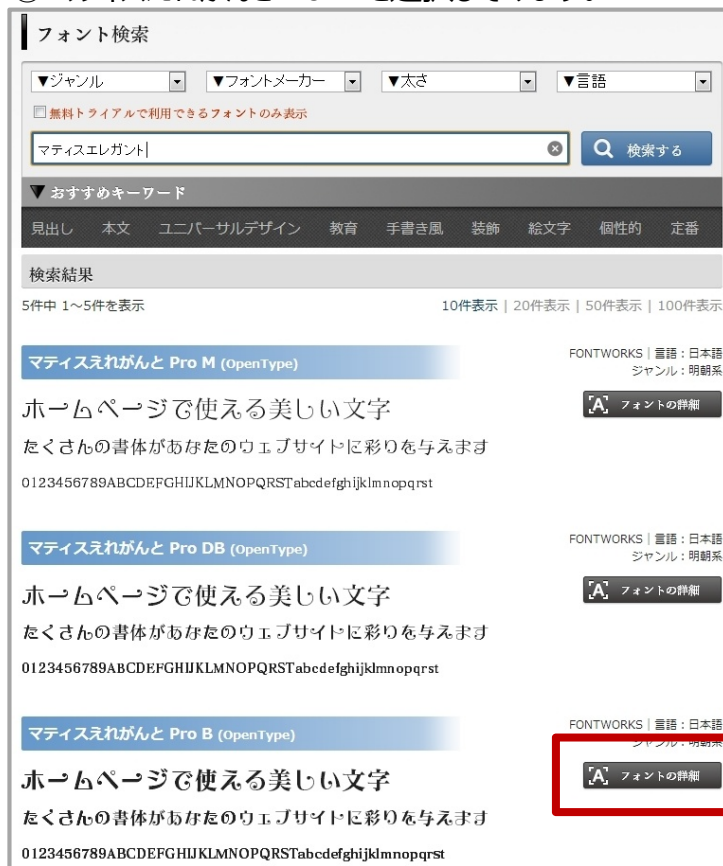 フォント検索
▼ジャンル ▼フォントメーカー ▼太さ ▼言語
無料トライアルで利用できるフォントのみ表示
マティスエレガント 検索する
▼ おすすめキーワード
見出し 本文 ユニバーサルデザイン 教育 手書き風 装飾 絵文字 個性的 定番
検索結果
5件中 1~5件を表示 10件表示 | 20件表示 | 50件表示 | 100件表示
マティスえれがんと Pro M (OpenType) FONTWORKS | 言語:日本語
ジャンル:明朝系
ホームページで使える美しい文字 フォントの詳細
たくさんの書体があなたのウェブサイトに彩りを与えます
0123456789ABCDEFGHIJKLMNOPQRSTabcdefghijklmnopqrst
マティスえれがんと Pro DB (OpenType) FONTWORKS | 言語:日本語
ジャンル:明朝系
ホームページで使える美しい文字 フォントの詳細
たくさんの書体があなたのウェブサイトに彩りを与えます
0123456789ABCDEFGHIJKLMNOPQRSTabcdefghijklmnopqrst
マティスえれがんと Pro B (OpenType) FONTWORKS | 言語:日本語
ジャンル:明朝系
ホームページで使える美しい文字 フォントの詳細
たくさんの書体があなたのウェブサイトに彩りを与えます
0123456789ABCDEFGHIJKLMNOPQRSTabcdefghijklmnopqrst